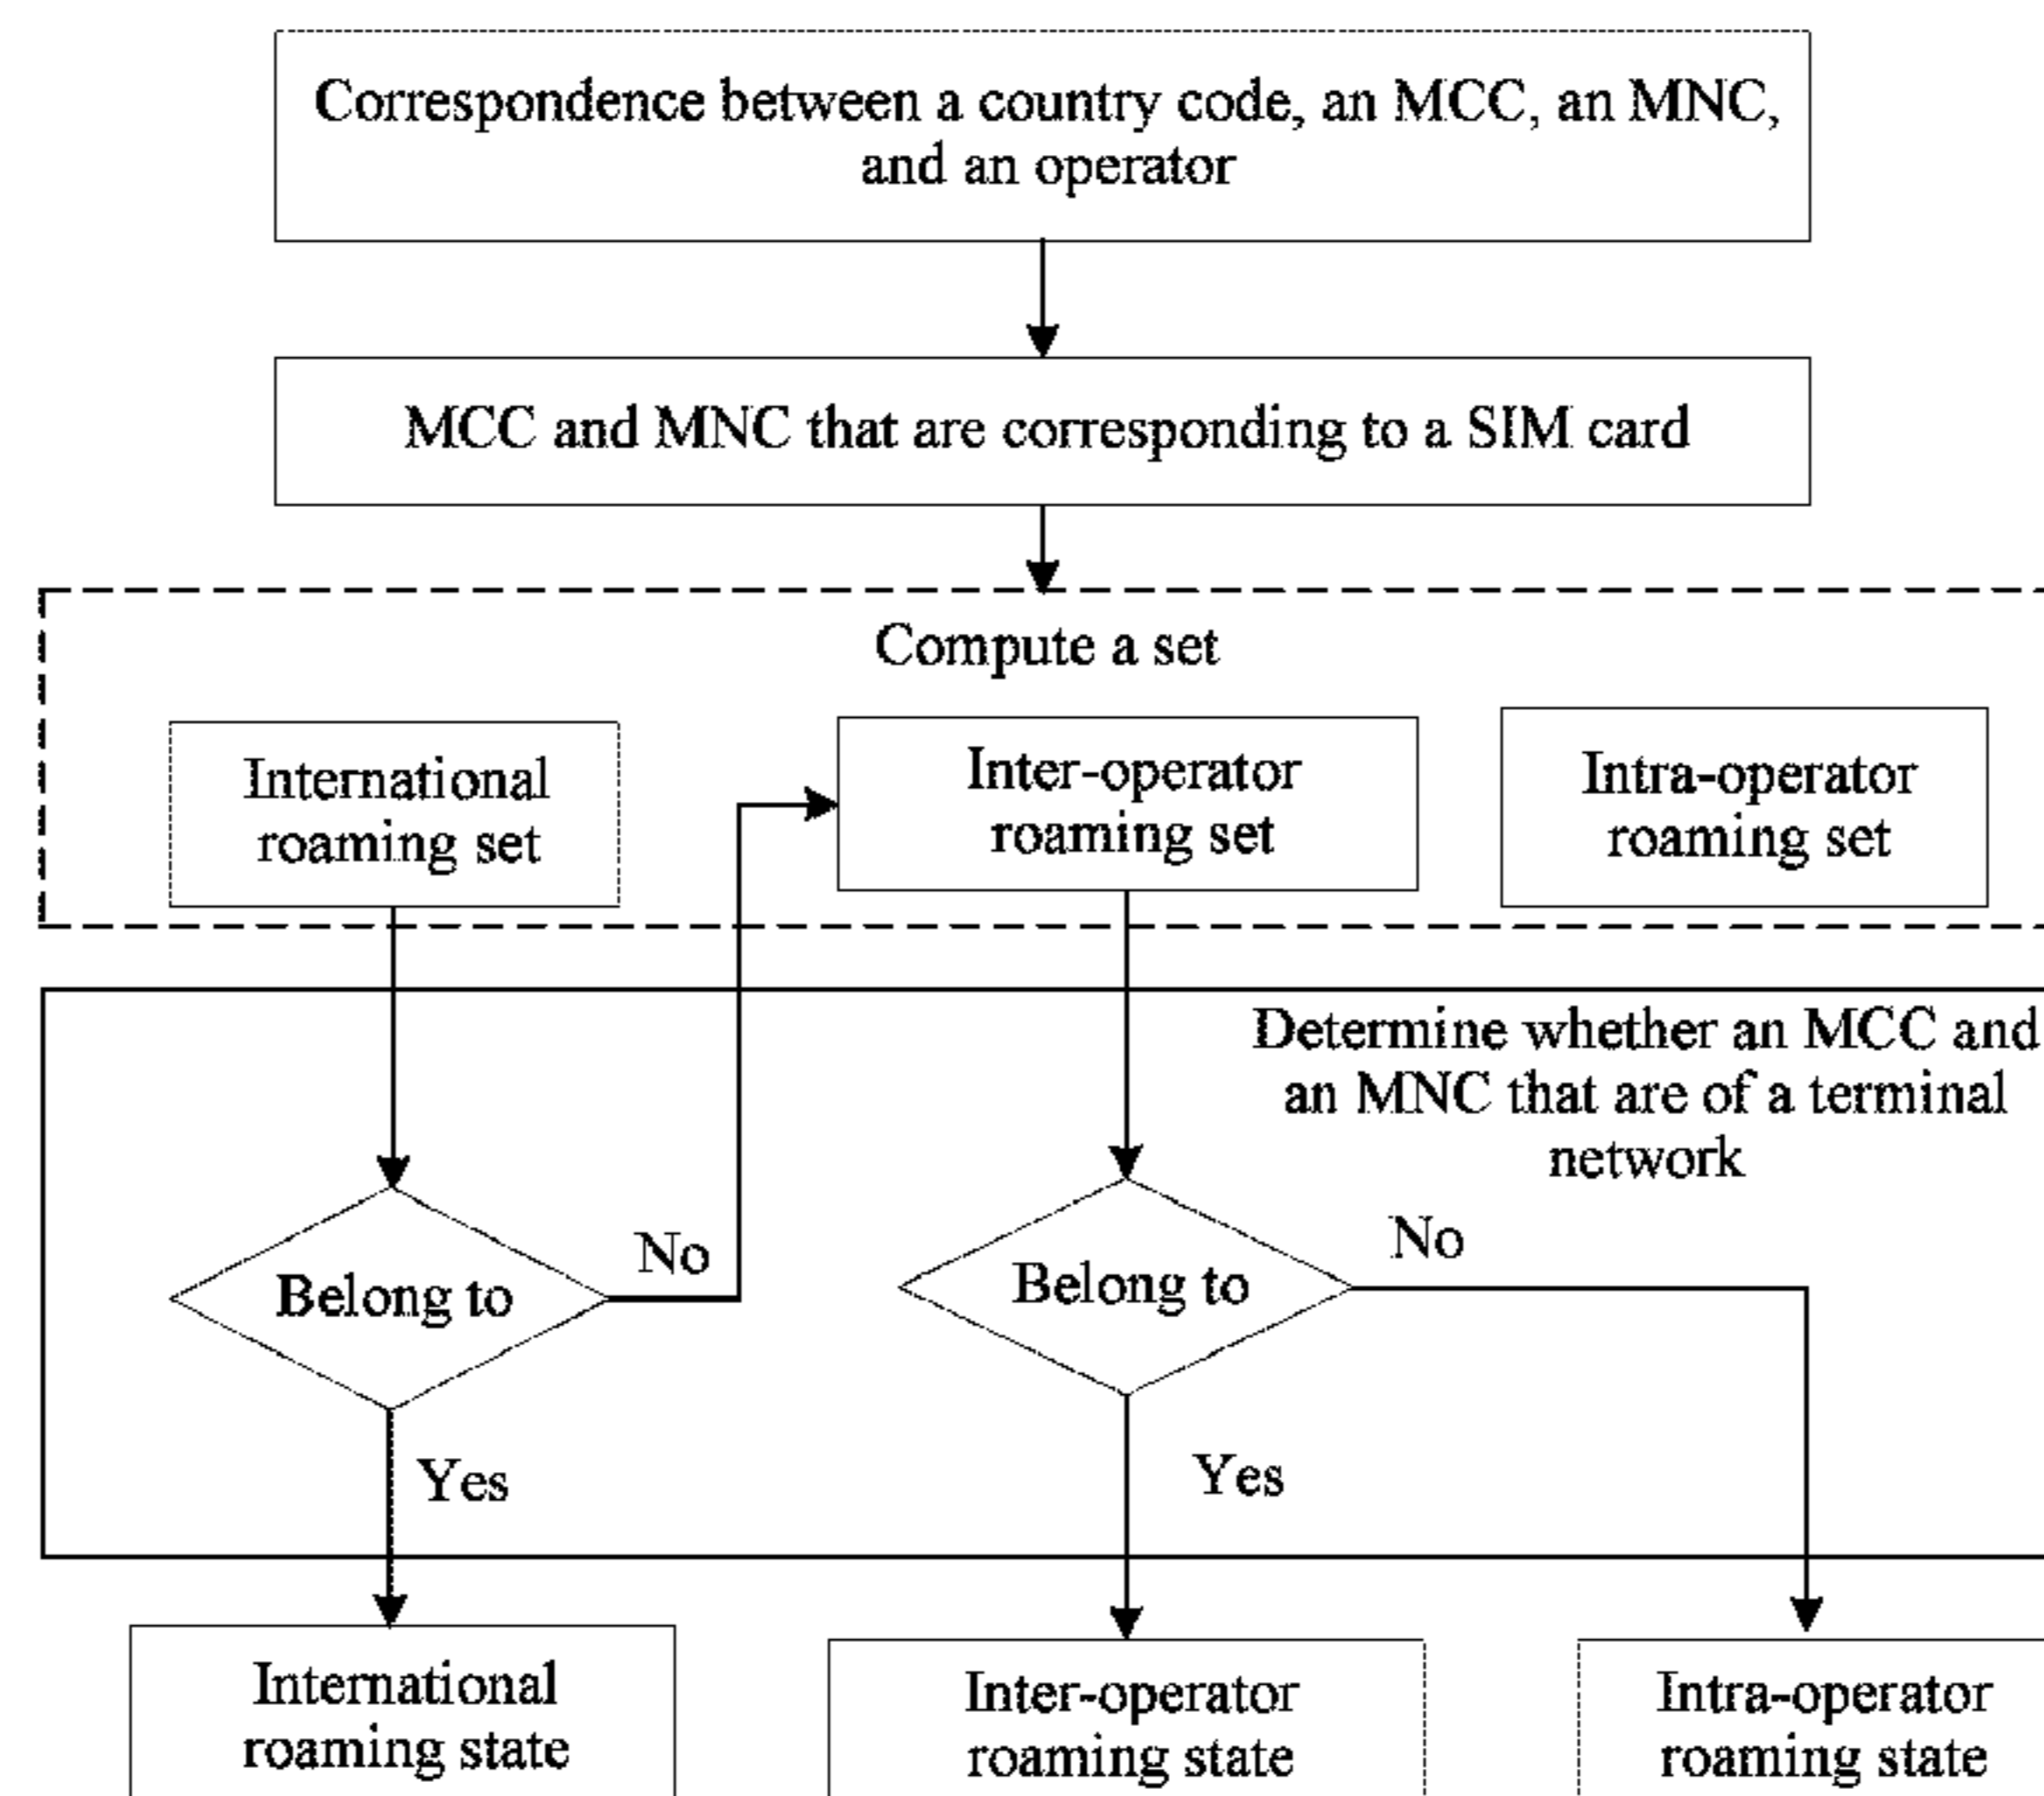 Correspondence between a country code, an MCC, an MNC,
and an operator
MCC and MNC that are corresponding to a SIM card
Compute a set
International
roaming set
Inter-operator
roaming set
Intra-operator
roaming set
Determine whether an MCC and
an MNC that are of a terminal
network
Belong to
No
Belong to
No
Yes
Yes
International
roaming state
Inter-operator
roaming state
Intra-operator
roaming state